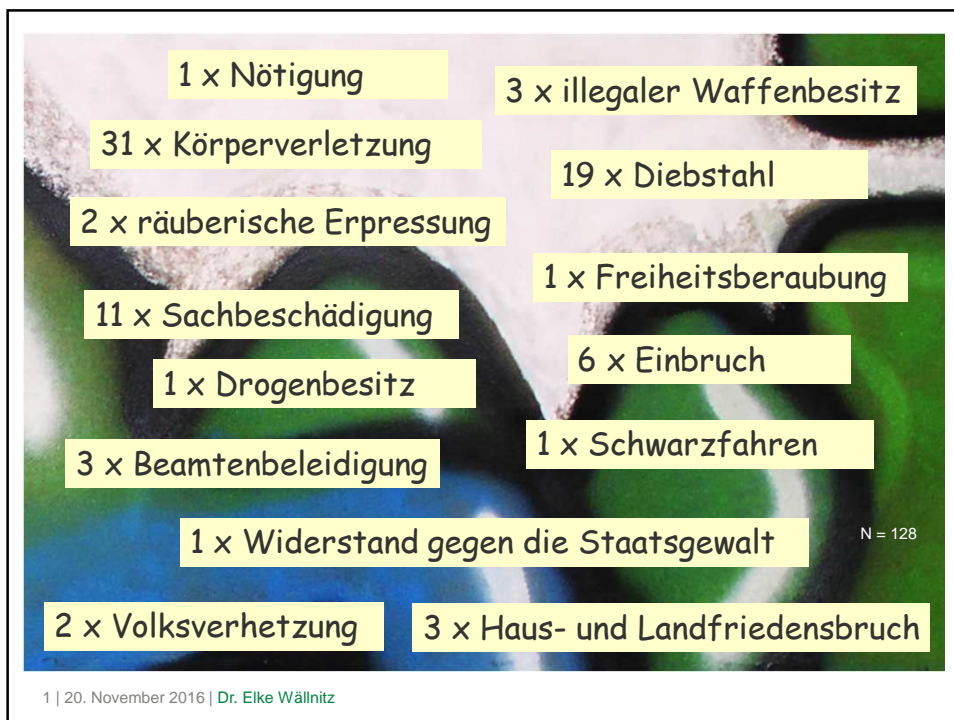 1 x Nötigung
3 x illegaler Waffenbesitz
31 x Körperverletzung
19 x Diebstahl
2 x räuberische Erpressung
1 x Freiheitsberaubung
11 x Sachbeschädigung
6 x Einbruch
1 x Drogenbesitz
1 x Schwarzfahren
3 x Beamtenbeleidigung
1 x Widerstand gegen die Staatsgewalt
N = 128
2 x Volksverhetzung
3 x Haus- und Landfriedensbruch
1 | 20. November 2016 | Dr. Elke Wällnitz